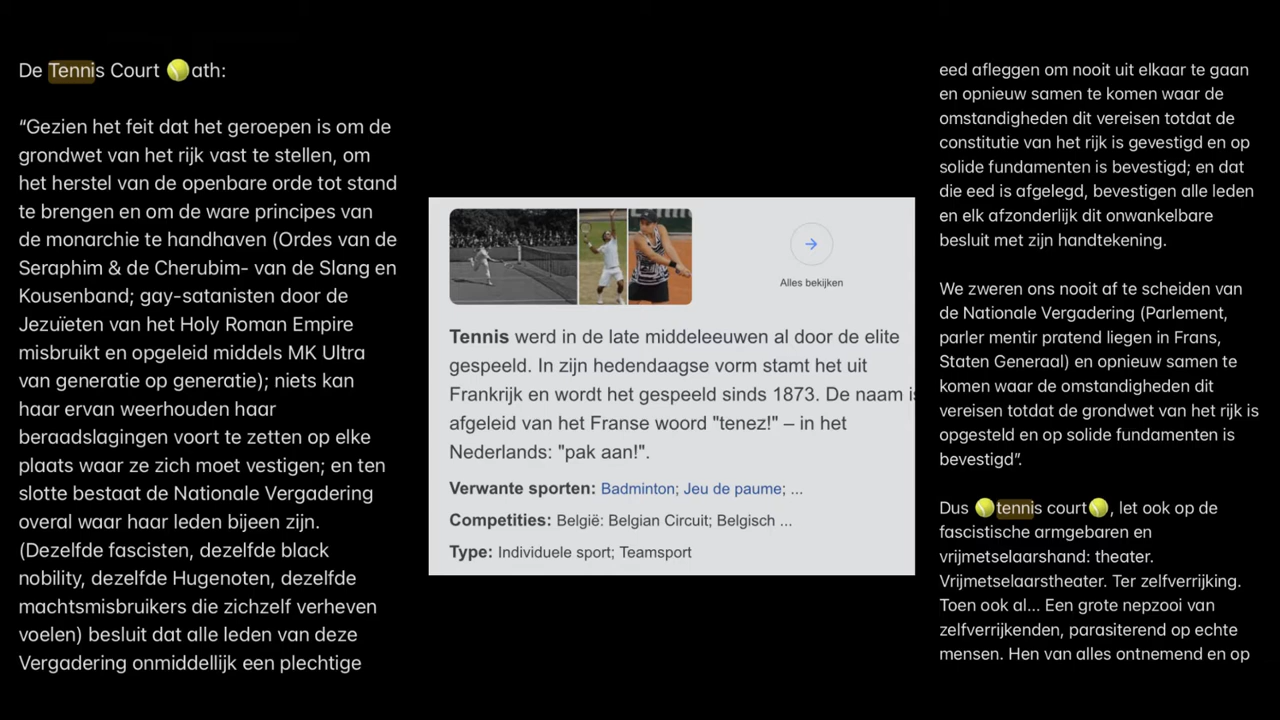 De Tennis Court 🎾ath:
“Gezien het feit dat het geroepen is om de
grondwet van het rijk vast te stellen, om
het herstel van de openbare orde tot stand
te brengen en om de ware principes van
de monarchie te handhaven (Ordes van de
Seraphim & de Cherubim- van de Slang en
Kousenband; gay-satanisten door de
Jezuïeten van het Holy Roman Empire
misbruikt en opgeleid middels MK Ultra
van generatie op generatie); niets kan
haar ervan weerhouden haar
beraadslagingen voort te zetten op elke
plaats waar ze zich moet vestigen; en ten
slotte bestaat de Nationale Vergadering
overal waar haar leden bijeen zijn.
(Dezelfde fascisten, dezelfde black
nobility, dezelfde Hugenoten, dezelfde
machtsmisbruikers die zichzelf verheven
voelen) besluit dat alle leden van deze
Vergadering onmiddellijk een plechtige
Alles bekijken
Tennis werd in de late middeleeuwen al door de elite
gespeeld. In zijn hedendaagse vorm stamt het uit
Frankrijk en wordt het gespeeld sinds 1873. De naam is
afgeleid van het Franse woord "tenez!" – in het
Nederlands: "pak aan!".
Verwante sporten: Badminton; Jeu de paume; ...
Competities: België: Belgian Circuit; Belgisch ...
Type: Individuele sport; Teamsport
eed afleggen om nooit uit elkaar te gaan
en opnieuw samen te komen waar de
omstandigheden dit vereisen totdat de
constitutie van het rijk is gevestigd en op
solide fundamenten is bevestigd; en dat
die eed is afgelegd, bevestigen alle leden
en elk afzonderlijk dit onwankelbare
besluit met zijn handtekening.
We zweren ons nooit af te scheiden van
de Nationale Vergadering (Parlement,
parler mentir pratend liegen in Frans,
Staten Generaal) en opnieuw samen te
komen waar de omstandigheden dit
vereisen totdat de grondwet van het rijk is
opgesteld en op solide fundamenten is
bevestigd”.
Dus 🎾tennis court🎾, let ook op de
fascistische armgebaren en
vrijmetselaarshand: theater.
Vrijmetselaarstheater. Ter zelfverrijking.
Toen ook al... Een grote nepzooi van
zelfverrijkenden, parasiterend op echte
mensen. Hen van alles ontnemend en op